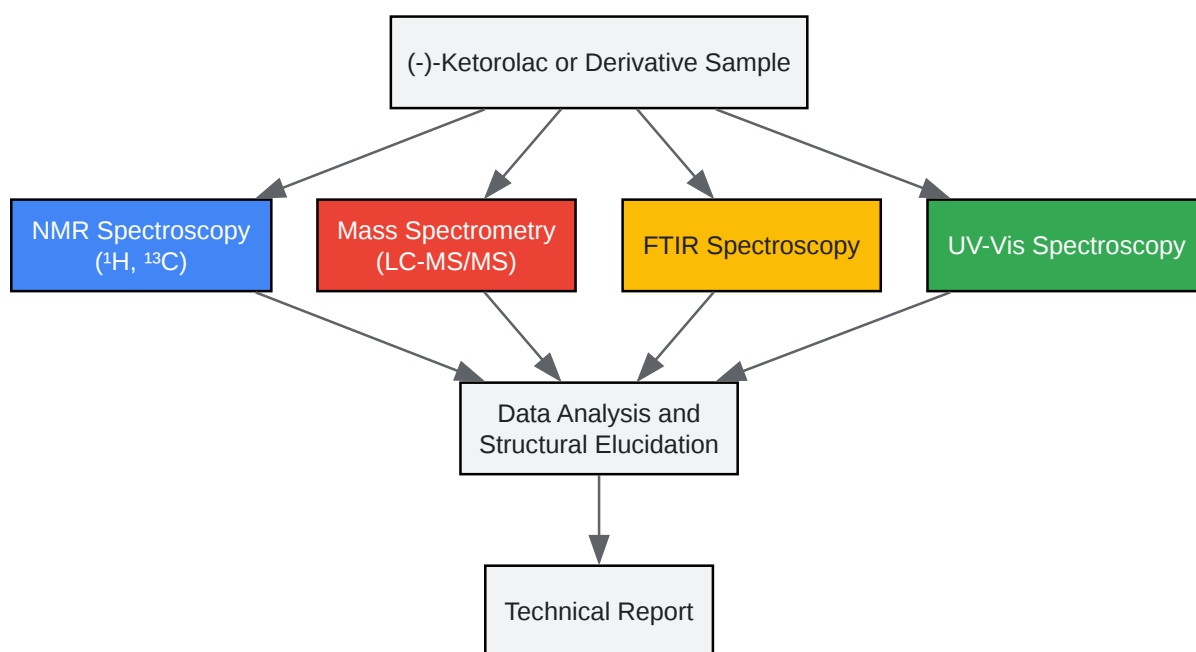 (-)-Ketorolac or Derivative Sample
NMR Spectroscopy
(¹H, ¹³C)
Mass Spectrometry
(LC-MS/MS)
FTIR Spectroscopy
UV-Vis Spectroscopy
Data Analysis and
Structural Elucidation
Technical Report